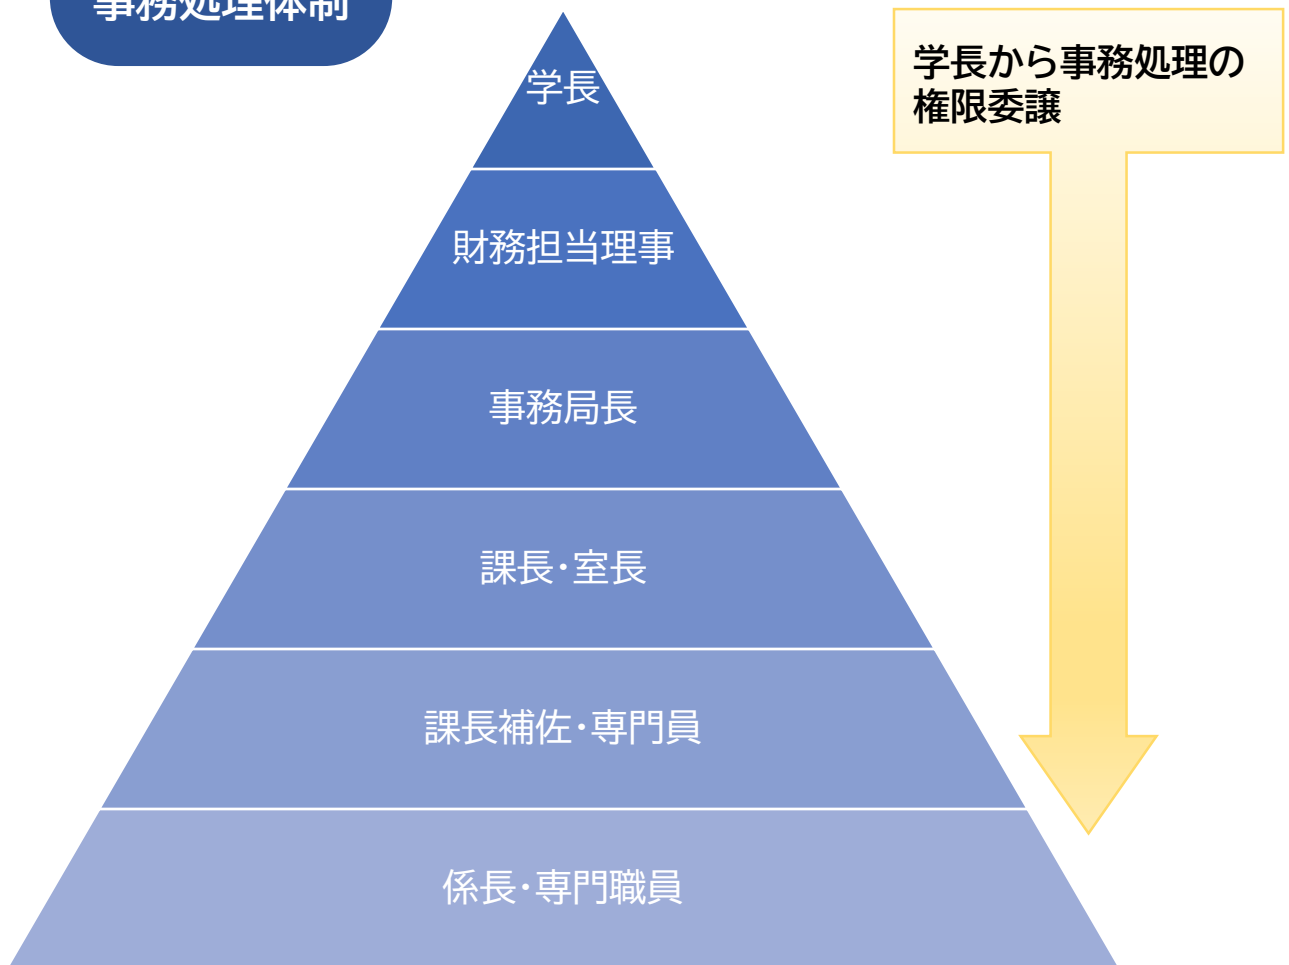 事務処理体制
学長
財務担当理事
事務局長
課長・室長
課長補佐・専門員
係長・専門職員
学長から事務処理の
権限委譲